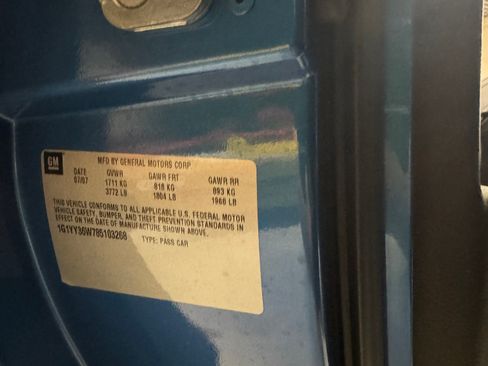 GM
MFD BY GENERAL MOTORS CORP
DATE GVWR GAWR FRT GAWR RR
07/07 1711 KG 818 KG 893 KG
3772 LB 1804 LB 1968 LB
THIS VEHICLE CONFORMS TO ALL APPLICABLE U.S. FEDERAL MOTOR
VEHICLE SAFETY, BUMPER, AND THEFT PREVENTION STANDARDS IN
EFFECT ON THE DATE OF MANUFACTURE SHOWN ABOVE.
1G1YY36W785103268
TYPE: PASS CAR